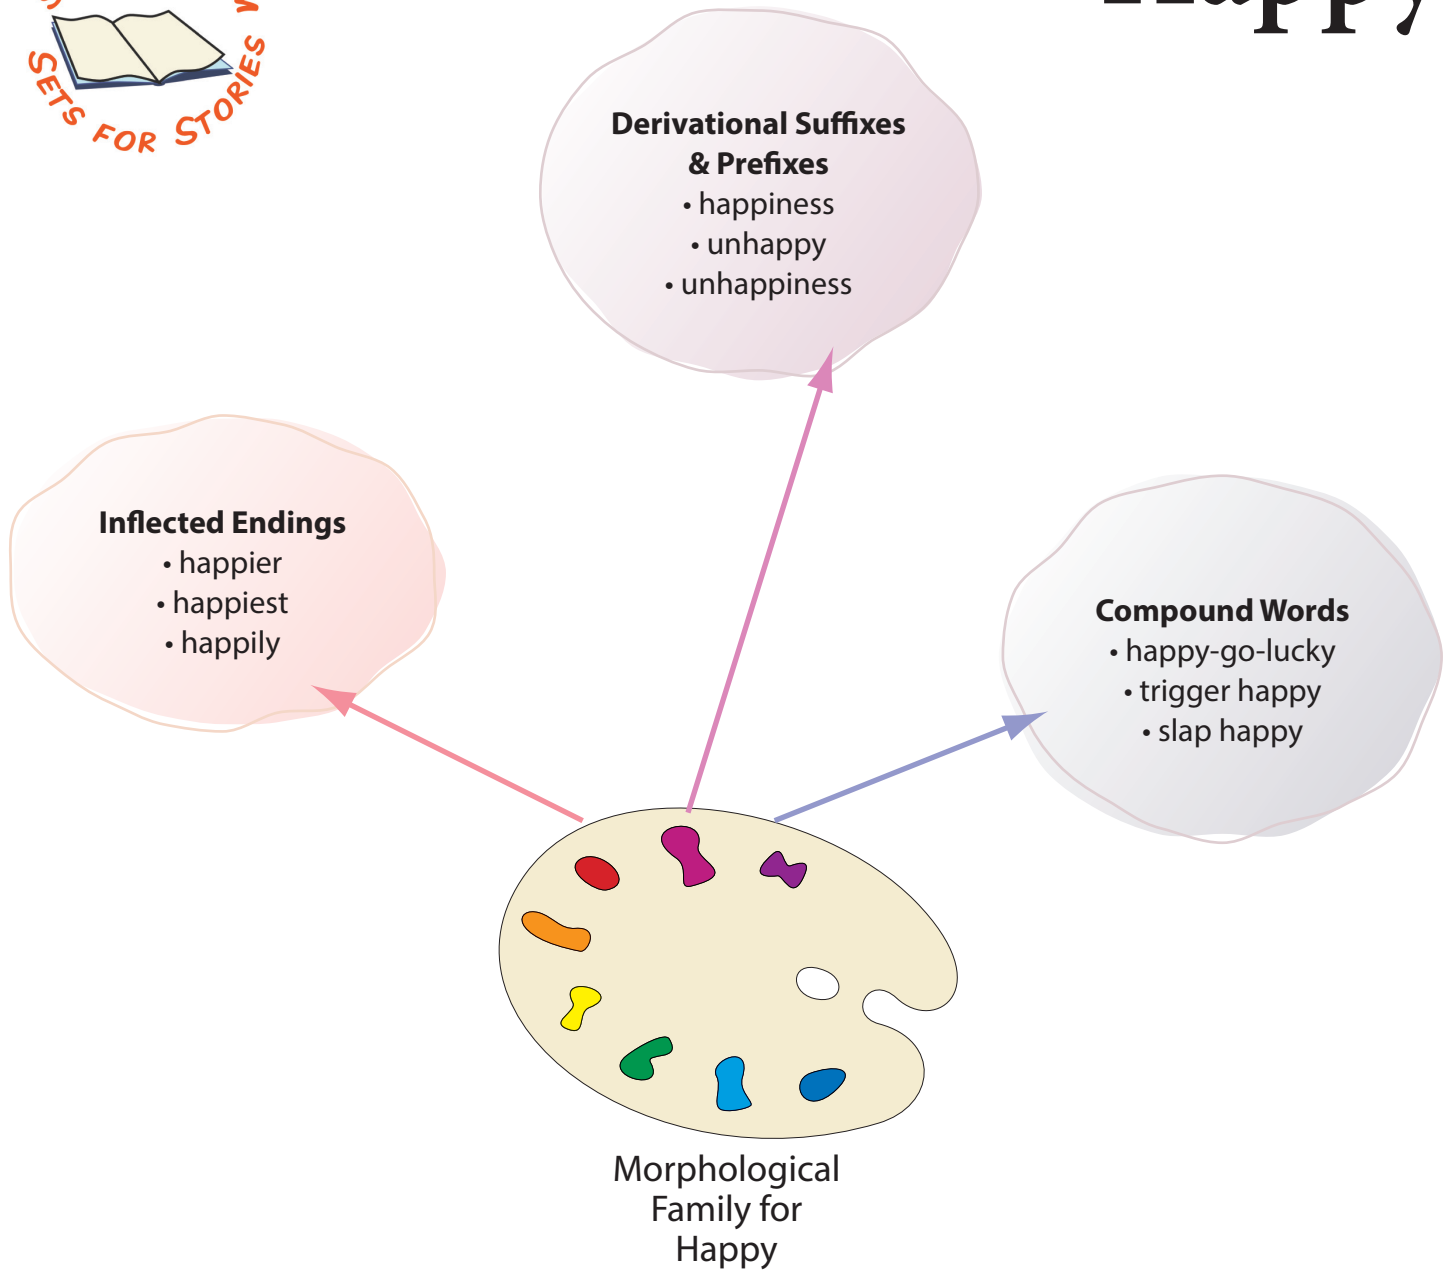 Happy
SETS FOR STORIES
Derivational Suffixes
& Prefixes
• happiness
• unhappy
• unhappiness
Inflected Endings
• happier
• happiest
• happily
Compound Words
• happy-go-lucky
• trigger happy
• slap happy
Morphological
Family for
Happy